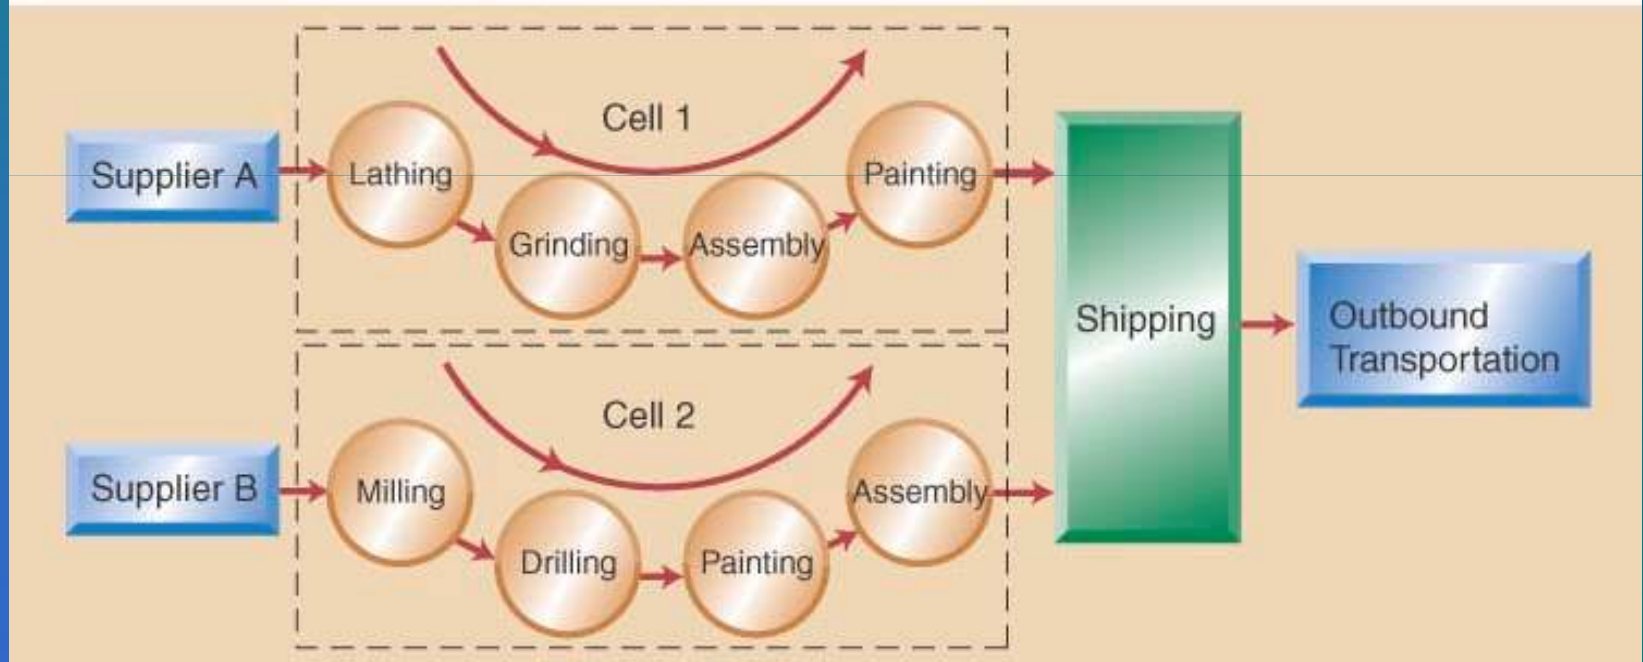 Cell 1
Supplier A
Lathing
Grinding
Assembly
Painting
Cell 2
Supplier B
Milling
Drilling
Painting
Assembly
Shipping
Outbound
Transportation